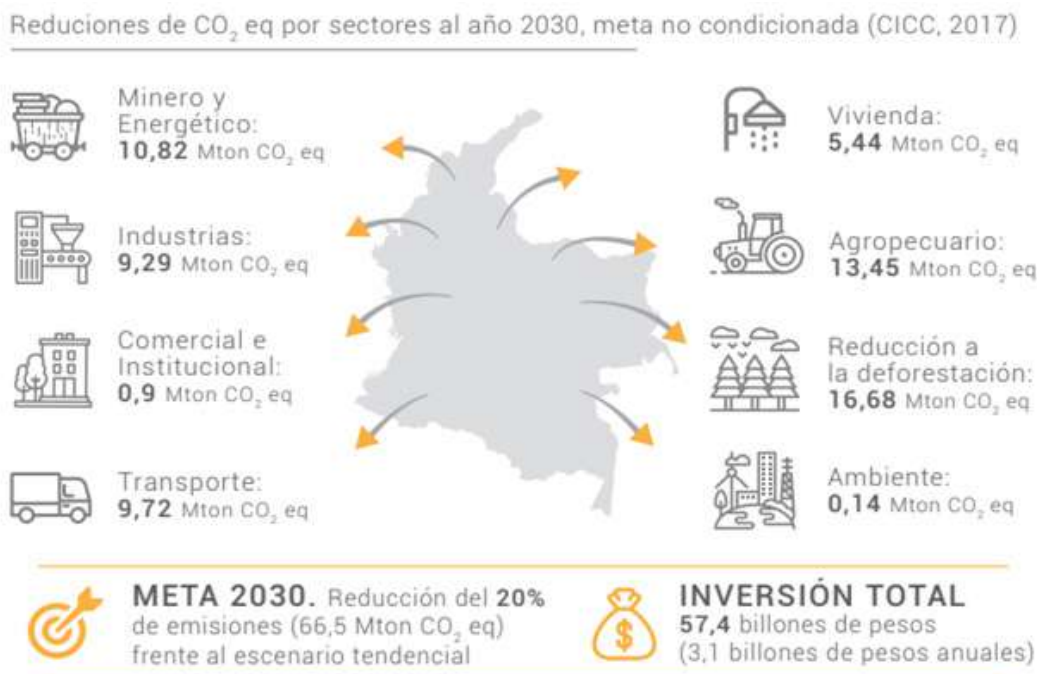 Reduciones de CO₂ eq por sectores al año 2030, meta no condicionada (CICC, 2017)
Minero y
Energético:
10,82 Mton CO₂ eq
Industrias:
9,29 Mton CO₂ eq
Comercial e
Institucional:
0,9 Mton CO₂ eq
Transporte:
9,72 Mton CO₂ eq
Vivienda:
5,44 Mton CO₂ eq
Agropecuario:
13,45 Mton CO₂ eq
Reducción a
la deforestación:
16,68 Mton CO₂ eq
Ambiente:
0,14 Mton CO₂ eq
META 2030. Reducción del 20%
de emisiones (66,5 Mton CO₂ eq)
frente al escenario tendencial
INVERSIÓN TOTAL
57,4 billones de pesos
(3,1 billones de pesos anuales)